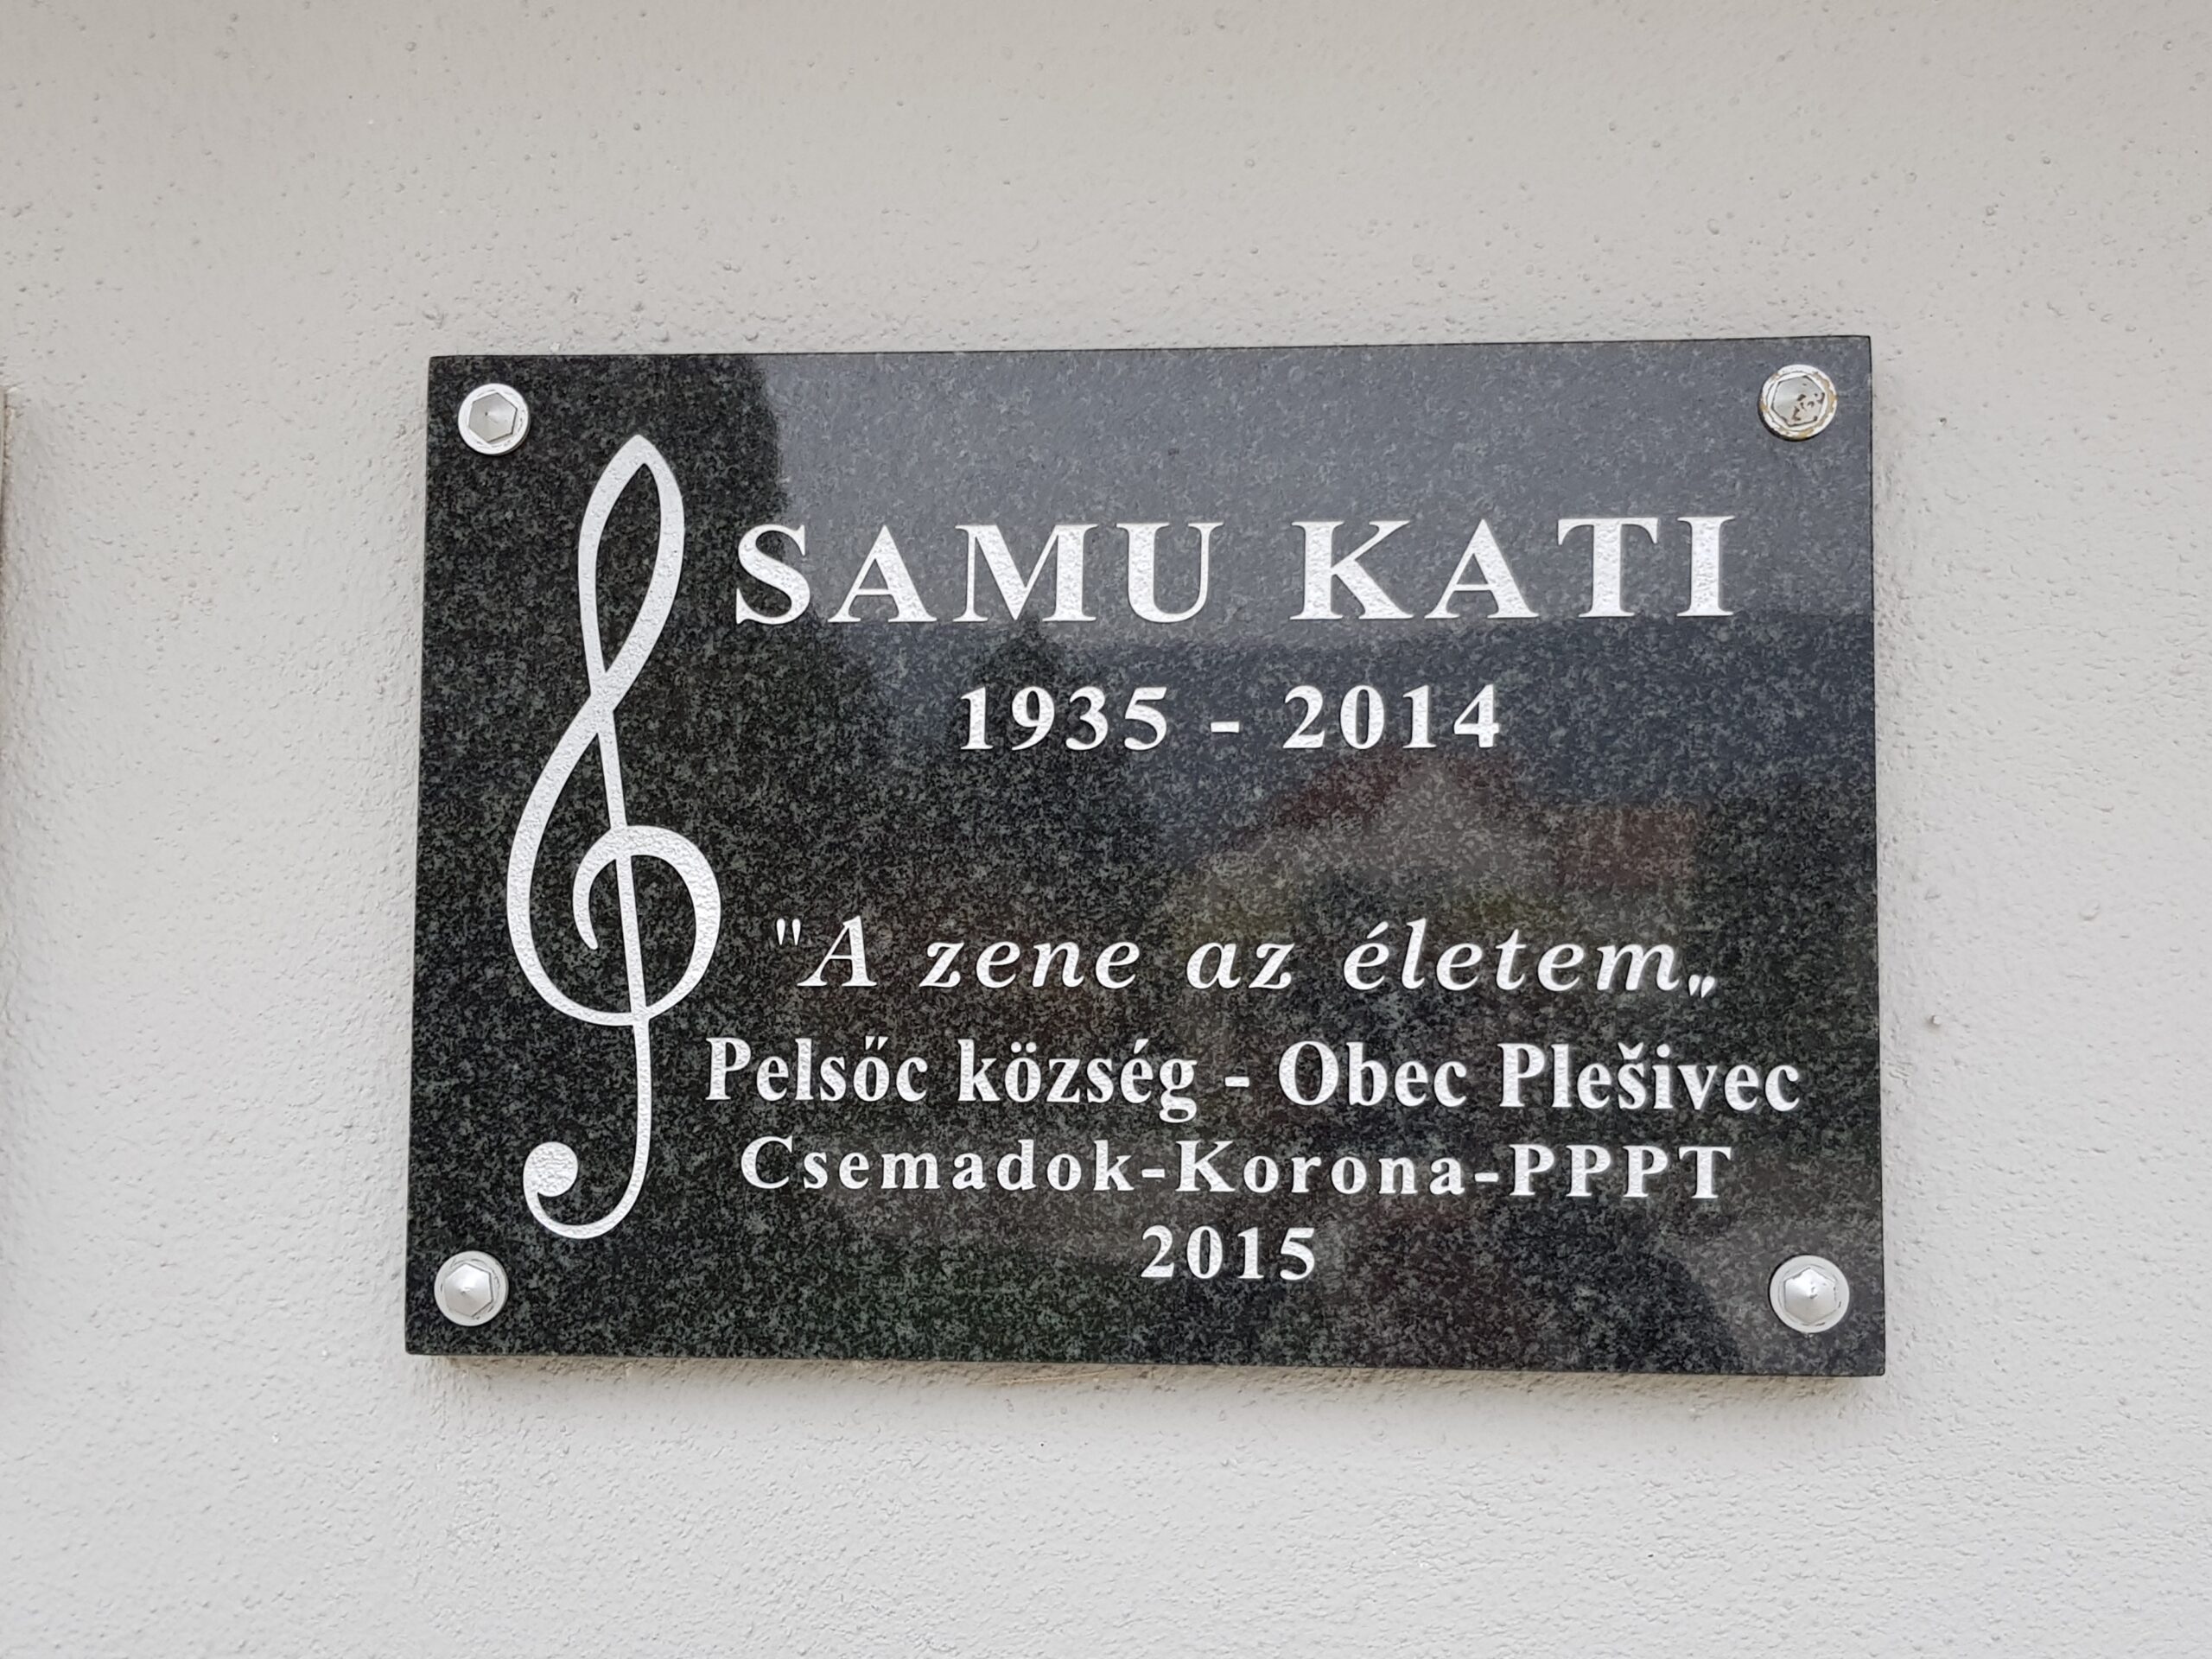 SAMU KATI
1935 - 2014
"A zene az életem„
Pelsőc község - Obec Plešivec
Csemadok-Korona-PPPT
2015